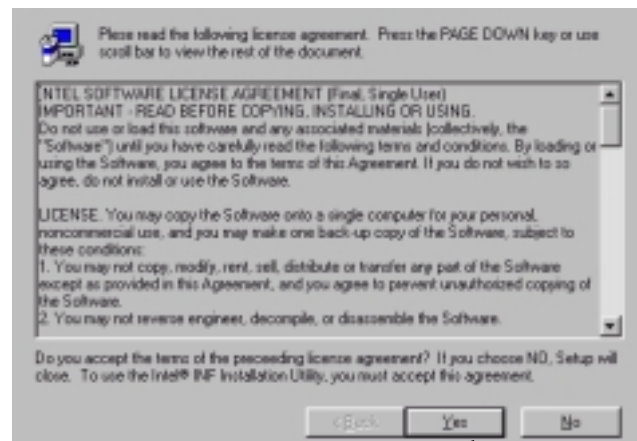 Please read the following license agreement. Press the PAGE DOWN key or use
scroll bar to view the rest of the document.
INTEL SOFTWARE LICENSE AGREEMENT (Final, Single User)
IMPORTANT - READ BEFORE COPYING, INSTALLING OR USING.
Do not use or load this software and any associated materials (collectively, the
"Software") until you have carefully read the following terms and conditions. By loading or
using the Software, you agree to the terms of this Agreement. If you do not wish to so
agree, do not install or use the Software.
LICENSE. You may copy the Software onto a single computer for your personal,
noncommercial use, and you may make one back-up copy of the Software, subject to
these conditions:
1. You may not copy, modify, rent, sell, distribute or transfer any part of the Software
except as provided in this Agreement, and you agree to prevent unauthorized copying of
the Software.
2. You may not reverse engineer, decompile, or disassemble the Software.
Do you accept the terms of the preceeding license agreement? If you choose NO, Setup will
close. To use the Intel® INF Installation Utility, you must accept this agreement.
< Back
Yes
No